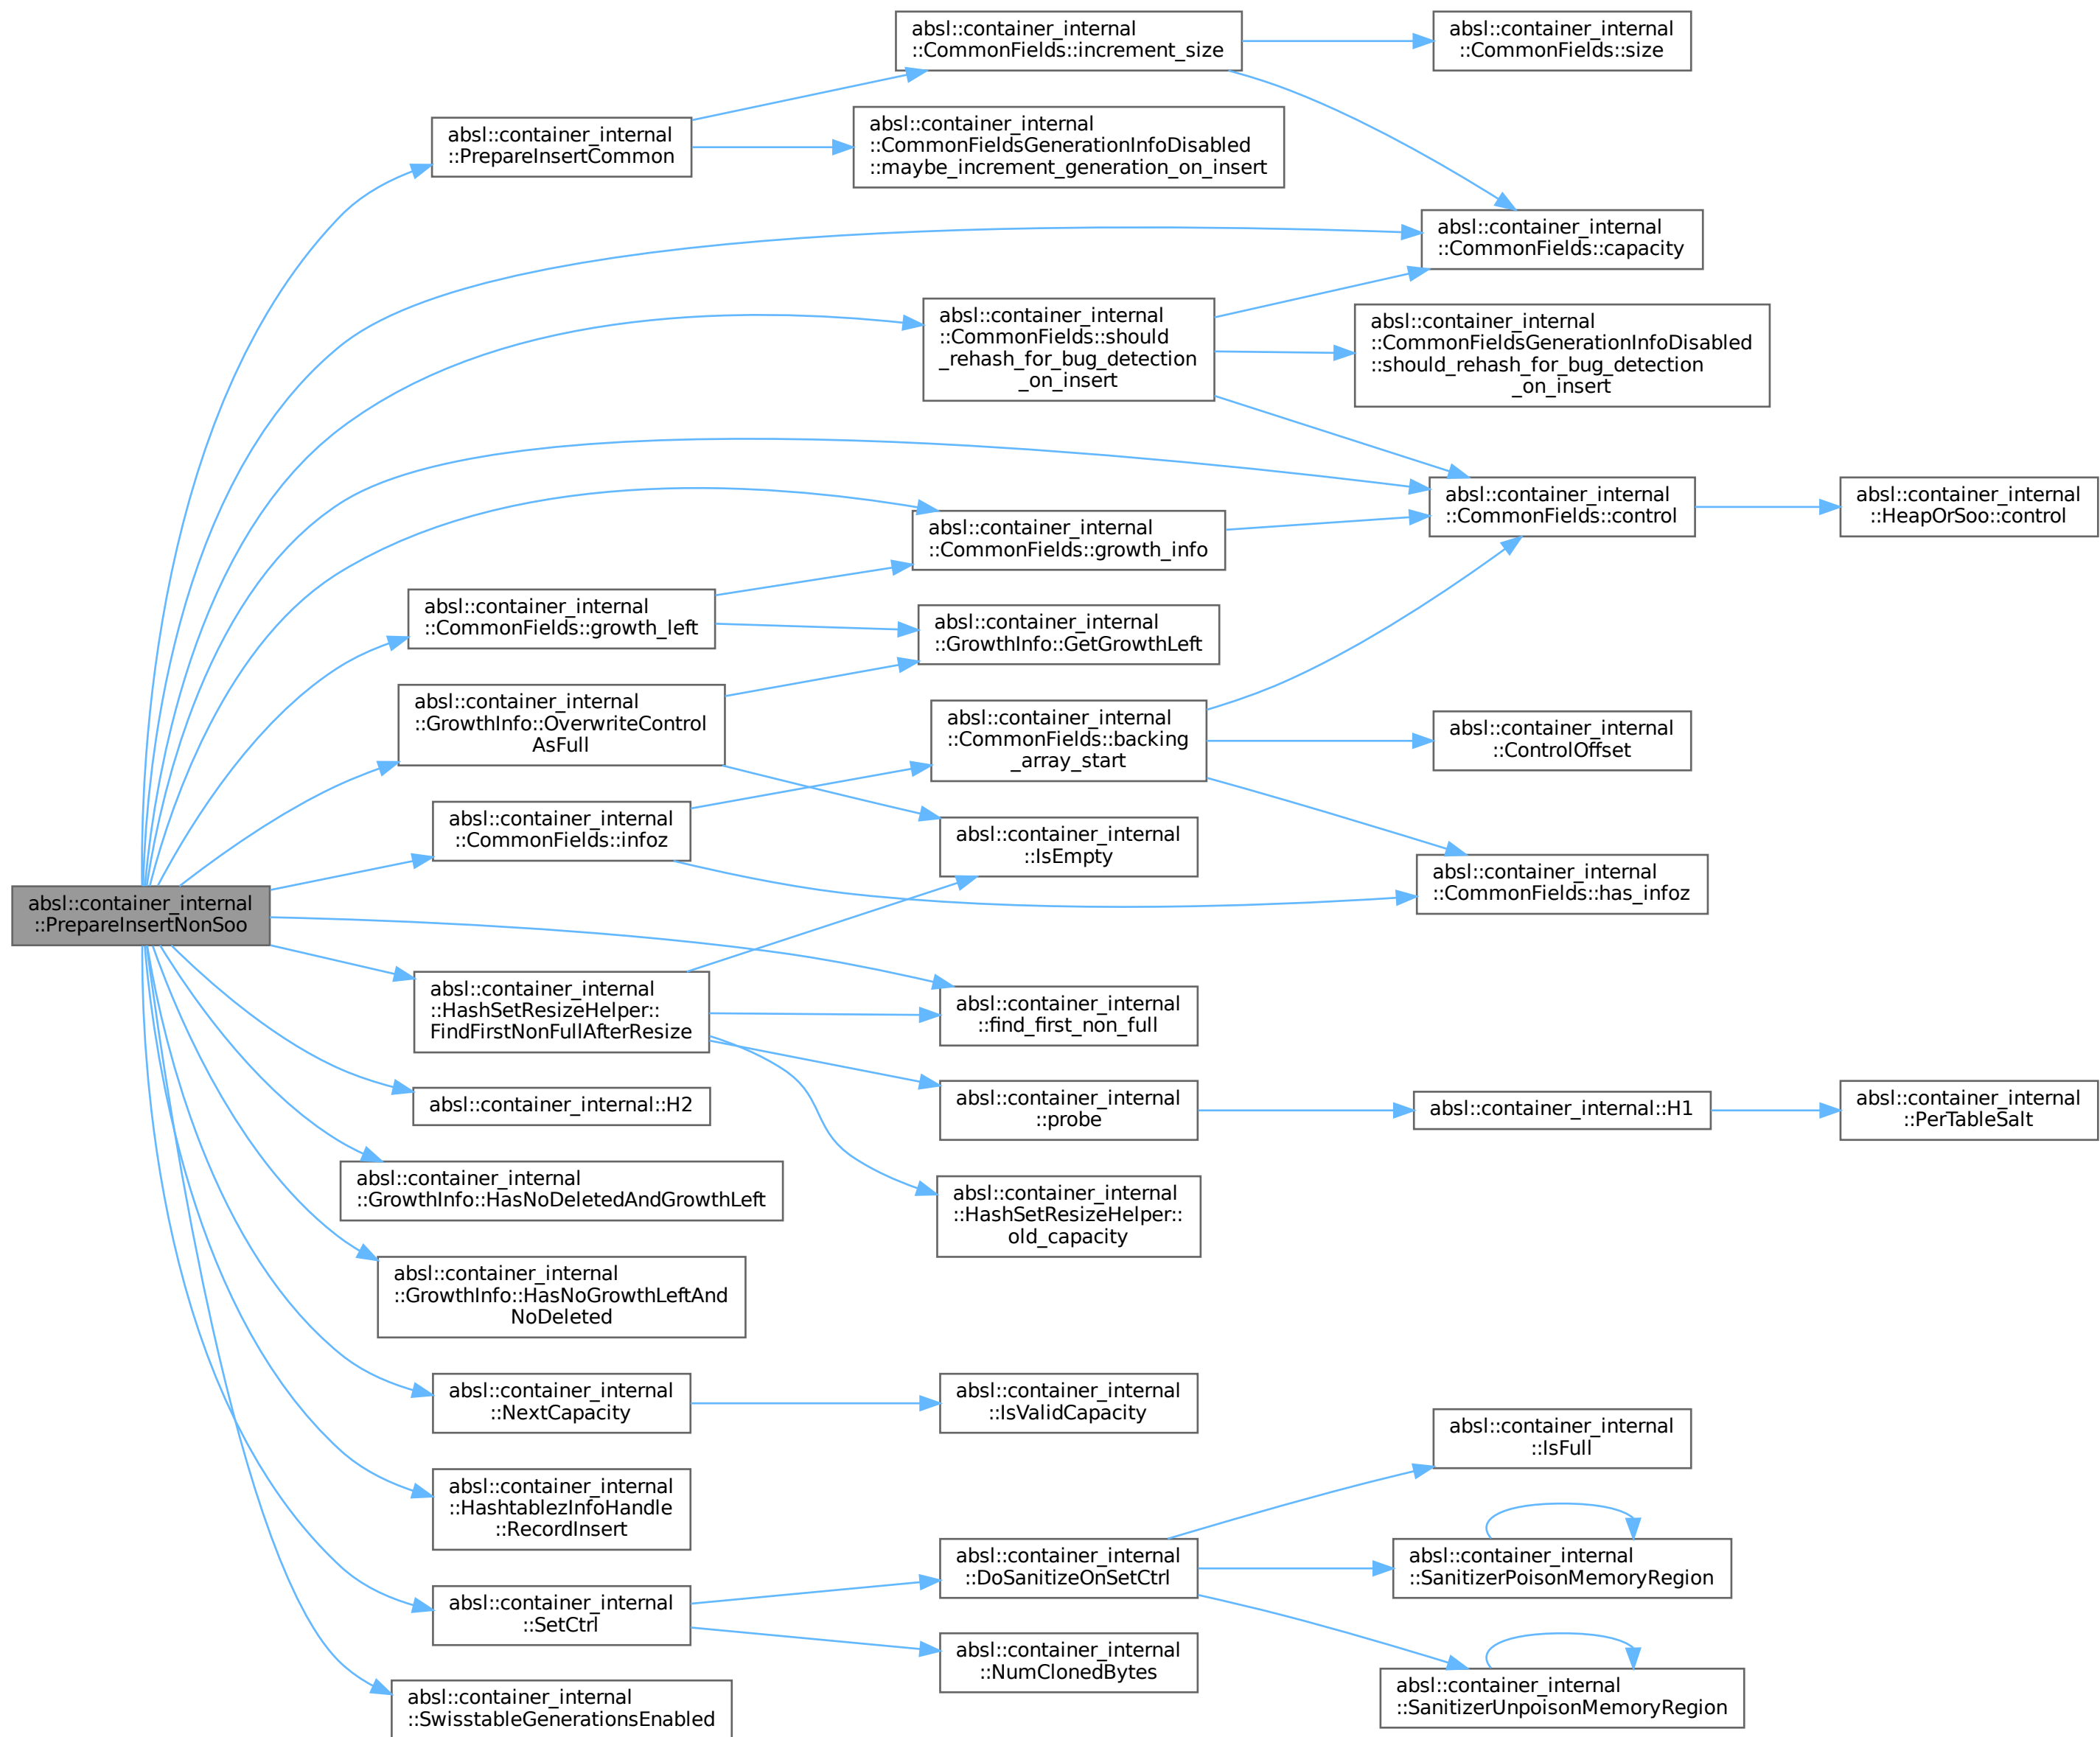 absl::container_internal
::CommonFields::increment_size
absl::container_internal
::CommonFields::size
absl::container_internal
::PrepareInsertCommon
absl::container_internal
::CommonFieldsGenerationInfoDisabled
::maybe_increment_generation_on_insert
absl::container_internal
::CommonFields::capacity
absl::container_internal
::CommonFields::should
_rehash_for_bug_detection
_on_insert
absl::container_internal
::CommonFieldsGenerationInfoDisabled
::should_rehash_for_bug_detection
_on_insert
absl::container_internal
::CommonFields::control
absl::container_internal
::HeapOrSoo::control
absl::container_internal
::CommonFields::growth_info
absl::container_internal
::CommonFields::growth_left
absl::container_internal
::GrowthInfo::GetGrowthLeft
absl::container_internal
::GrowthInfo::OverwriteControl
AsFull
absl::container_internal
::CommonFields::backing
_array_start
absl::container_internal
::ControlOffset
absl::container_internal
::CommonFields::infoz
absl::container_internal
::IsEmpty
absl::container_internal
::CommonFields::has_infoz
absl::container_internal
::PrepareInsertNonSoo
absl::container_internal
::HashSetResizeHelper::
FindFirstNonFullAfterResize
absl::container_internal
::find_first_non_full
absl::container_internal::H2
absl::container_internal
::probe
absl::container_internal::H1
absl::container_internal
::PerTableSalt
absl::container_internal
::GrowthInfo::HasNoDeletedAndGrowthLeft
absl::container_internal
::HashSetResizeHelper::
old_capacity
absl::container_internal
::GrowthInfo::HasNoGrowthLeftAnd
NoDeleted
absl::container_internal
::NextCapacity
absl::container_internal
::IsValidCapacity
absl::container_internal
::IsFull
absl::container_internal
::HashtablezInfoHandle
::RecordInsert
absl::container_internal
::DoSanitizeOnSetCtrl
absl::container_internal
::SanitizerPoisonMemoryRegion
absl::container_internal
::SetCtrl
absl::container_internal
::NumClonedBytes
absl::container_internal
::SanitizerUnpoisonMemoryRegion
absl::container_internal
::SwisstableGenerationsEnabled